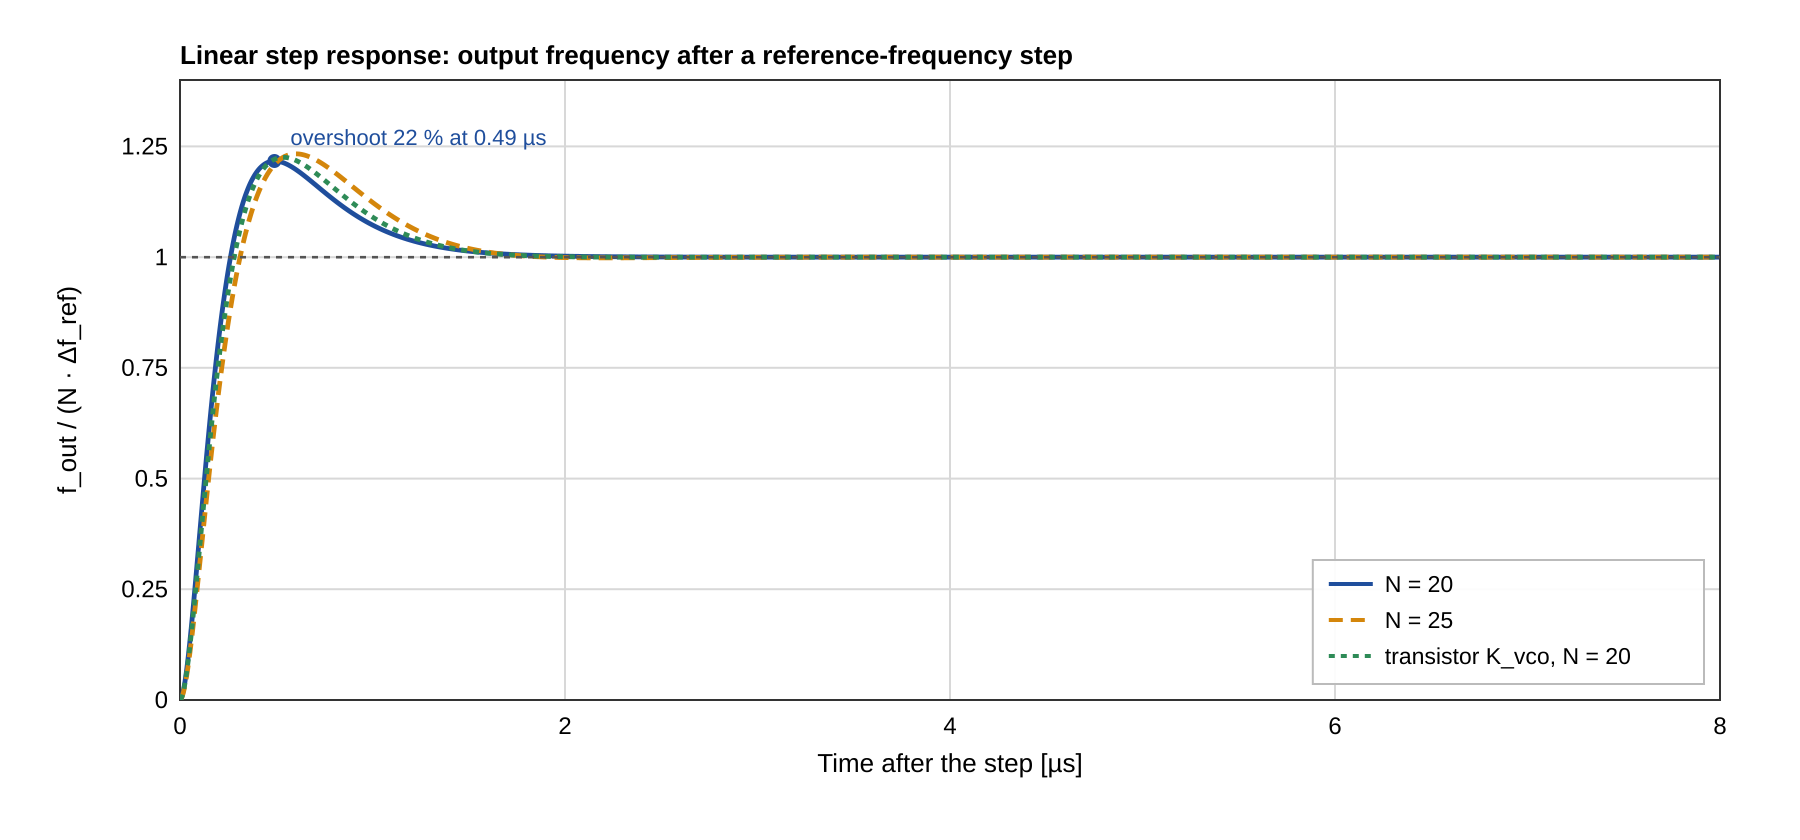 Linear step response: output frequency after a reference-frequency step
overshoot 22 % at 0.49 µs
1.25
1
0.75
0.5
0.25
0
f_out / (N · Δf_ref)
0
2
4
6
8
Time after the step [µs]
N = 20
N = 25
transistor K_vco, N = 20